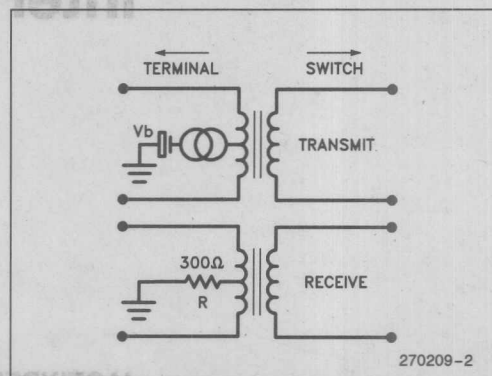 TERMINAL SWITCH
Vb
TRANSMIT
300Ω
R
RECEIVE
270209-2